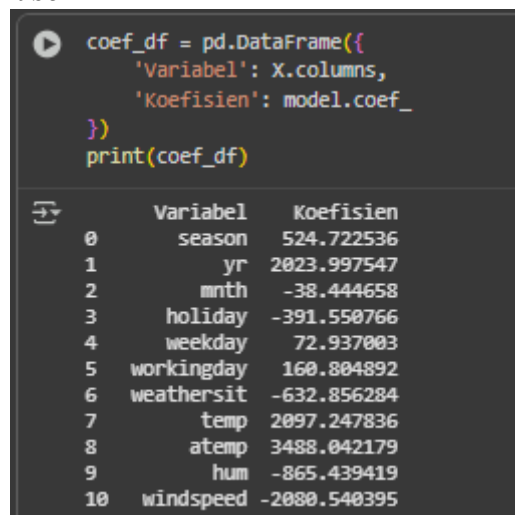 coef_df = pd.DataFrame({
'Variabel': X.columns,
'Koefisien': model.coef_
})
print(coef_df)
Variabel Koefisien
0 season 524.722536
1 yr 2023.997547
2 mnth -38.444658
3 holiday -391.550766
4 weekday 72.937003
5 workingday 160.804892
6 weathersit -632.856284
7 temp 2097.247836
8 atemp 3488.042179
9 hum -865.439419
10 windspeed -2080.540395